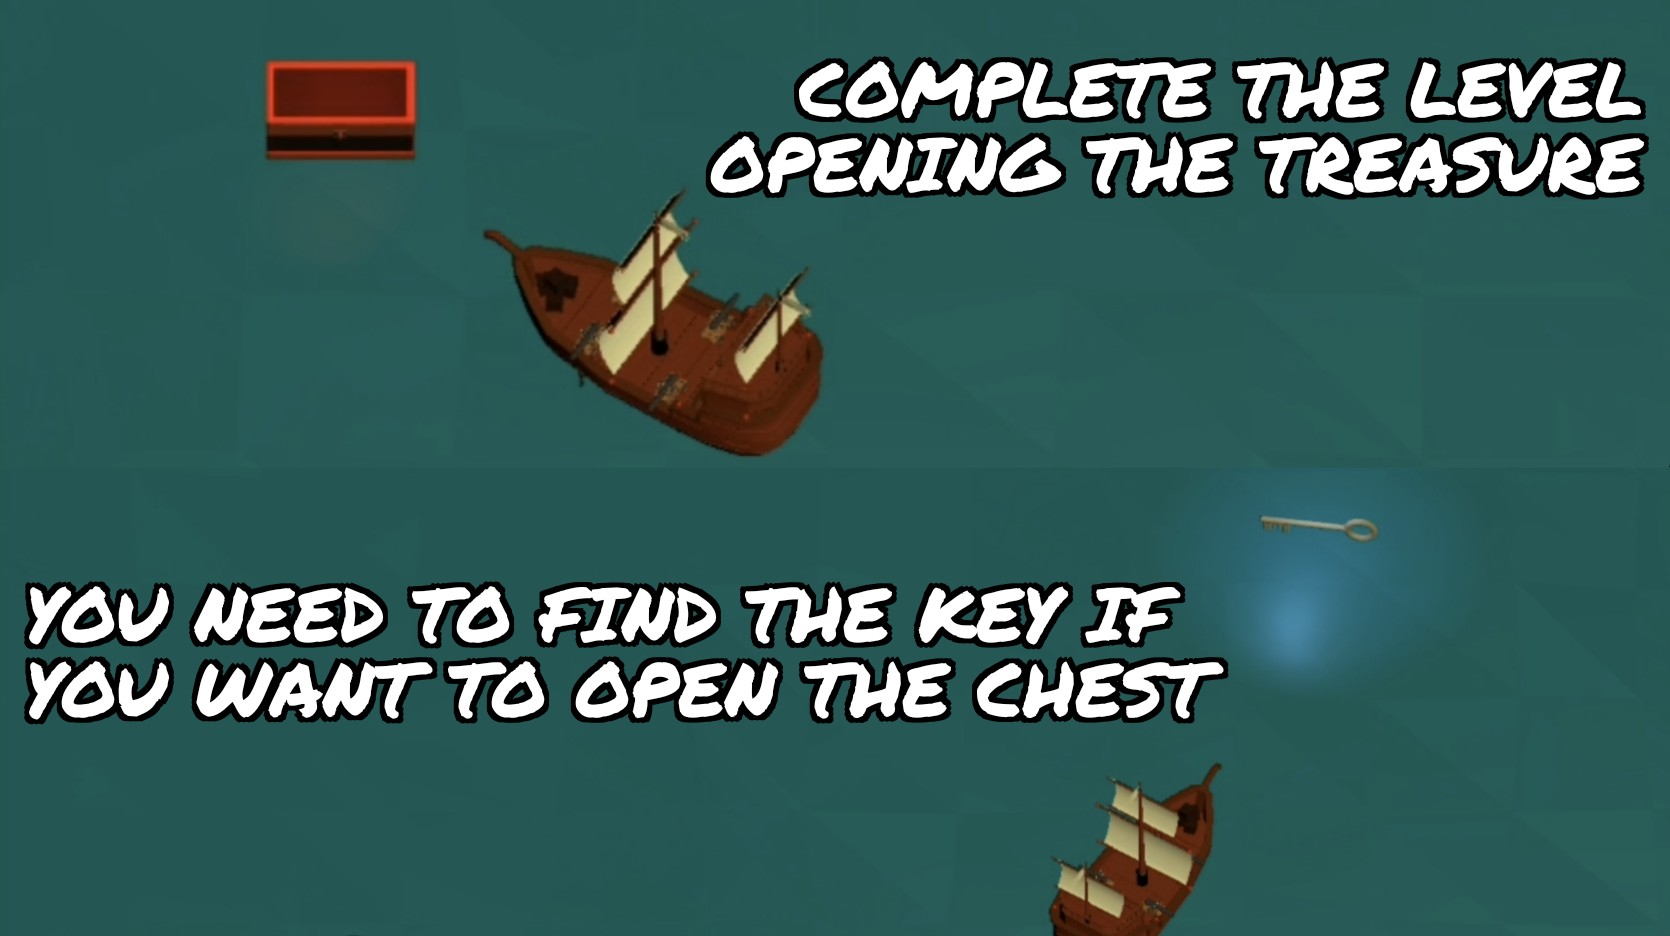 COMPLETE THE LEVEL
OPENING THE TREASURE
YOU NEED TO FIND THE KEY IF
YOU WANT TO OPEN THE CHEST